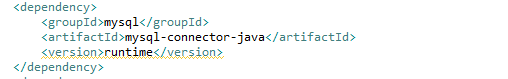 <dependency>
<groupId>mysql</groupId>
<artifactId>mysql-connector-java</artifactId>
<version>runtime</version>
</dependency>